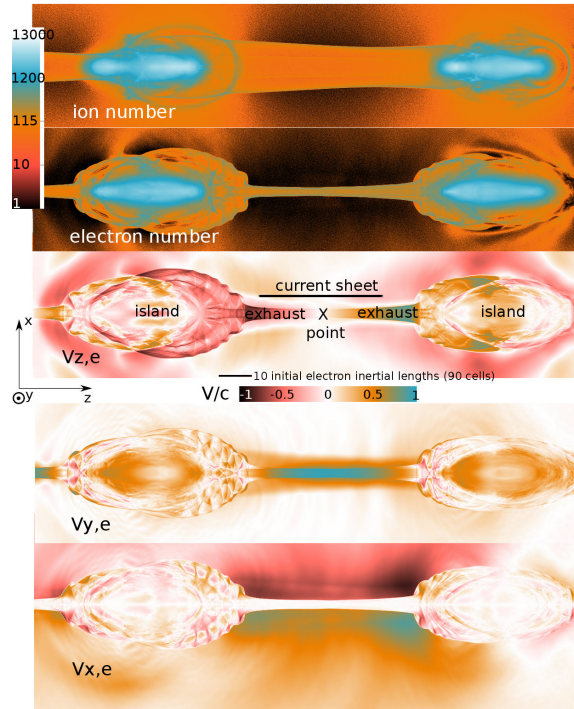 13000
1200
115
10
1
ion number
electron number
current sheet
island
exhaust
X
point
exhaust
island
Vz,e
x
y
z
10 initial electron inertial lengths (90 cells)
V/c
-1 -0.5 0 0.5 1
Vy,e
Vx,e